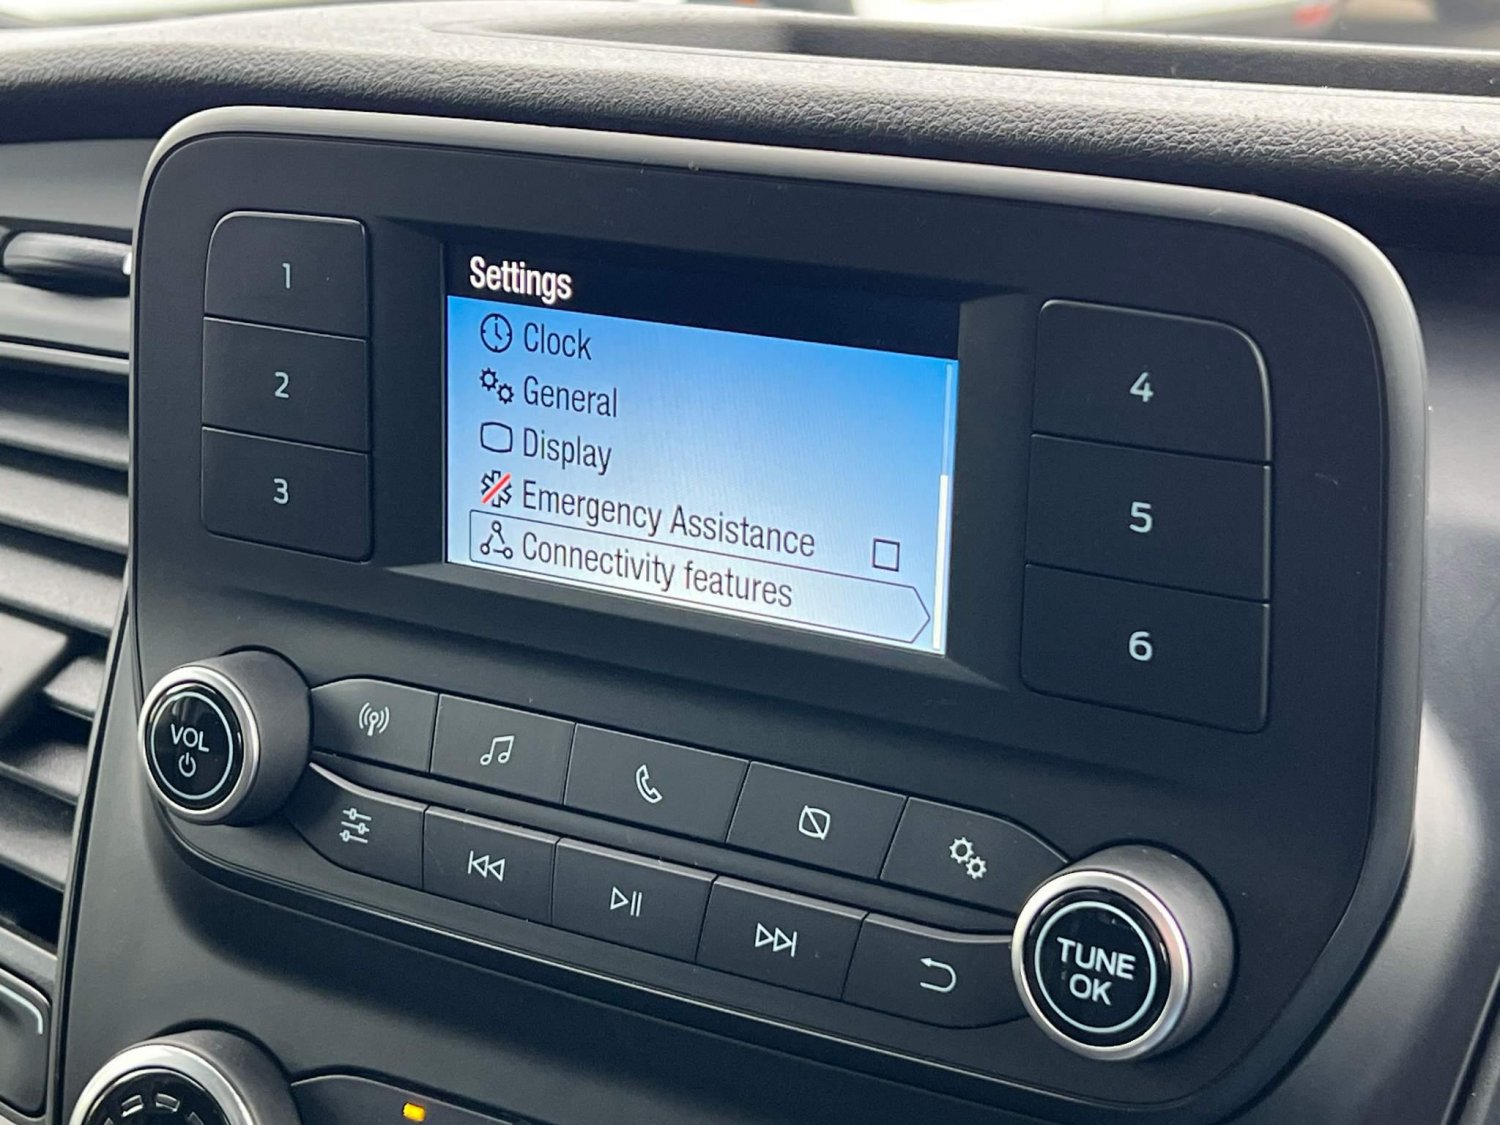 Settings
Clock
General
Display
Emergency Assistance
Connectivity features
1
2
3
4
5
6
VOL
TUNE
OK